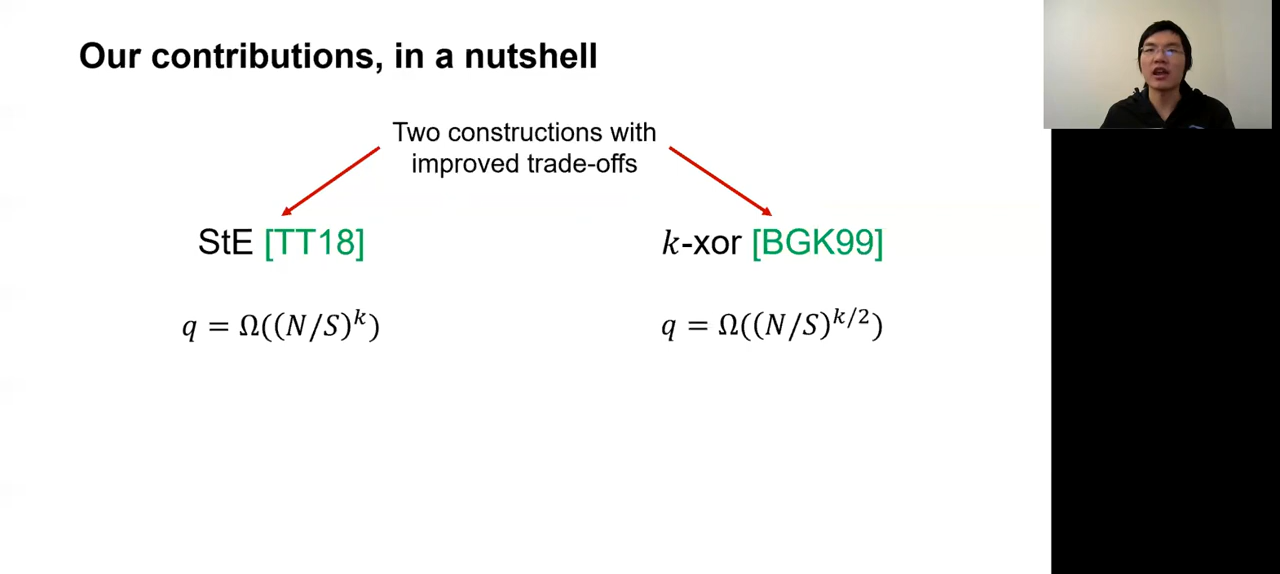 Our contributions, in a nutshell
Two constructions with
improved trade-offs
StE [TT18]
k-xor [BGK99]
q = Ω((N/S)^k)
q = Ω((N/S)^{k/2})